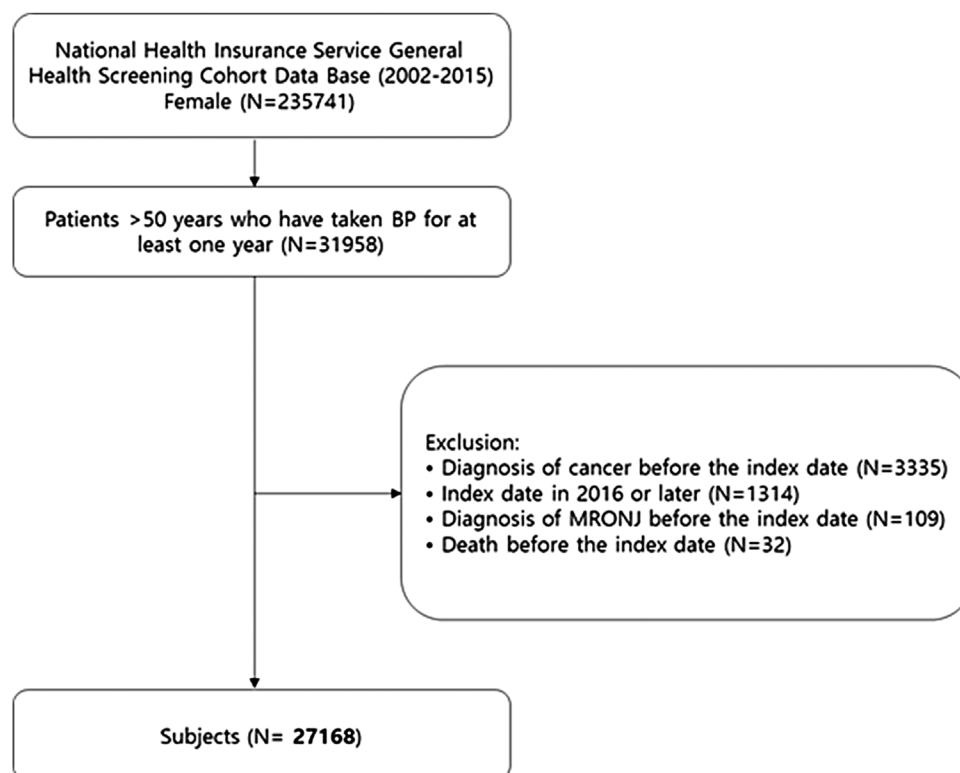 National Health Insurance Service General
Health Screening Cohort Data Base (2002-2015)
Female (N=235741)
Patients >50 years who have taken BP for at
least one year (N=31958)
Exclusion:
• Diagnosis of cancer before the index date (N=3335)
• Index date in 2016 or later (N=1314)
• Diagnosis of MRONJ before the index date (N=109)
• Death before the index date (N=32)
Subjects (N= 27168)